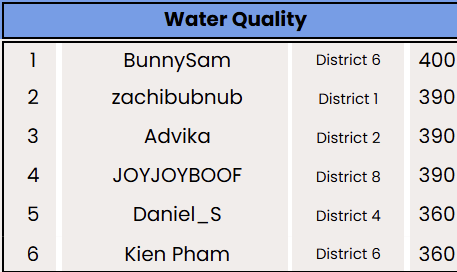 Water Quality
1 BunnySam District 6 400
2 zachibubnub District 1 390
3 Advika District 2 390
4 JOYJOYBOOF District 8 390
5 Daniel_S District 4 360
6 Kien Pham District 6 360